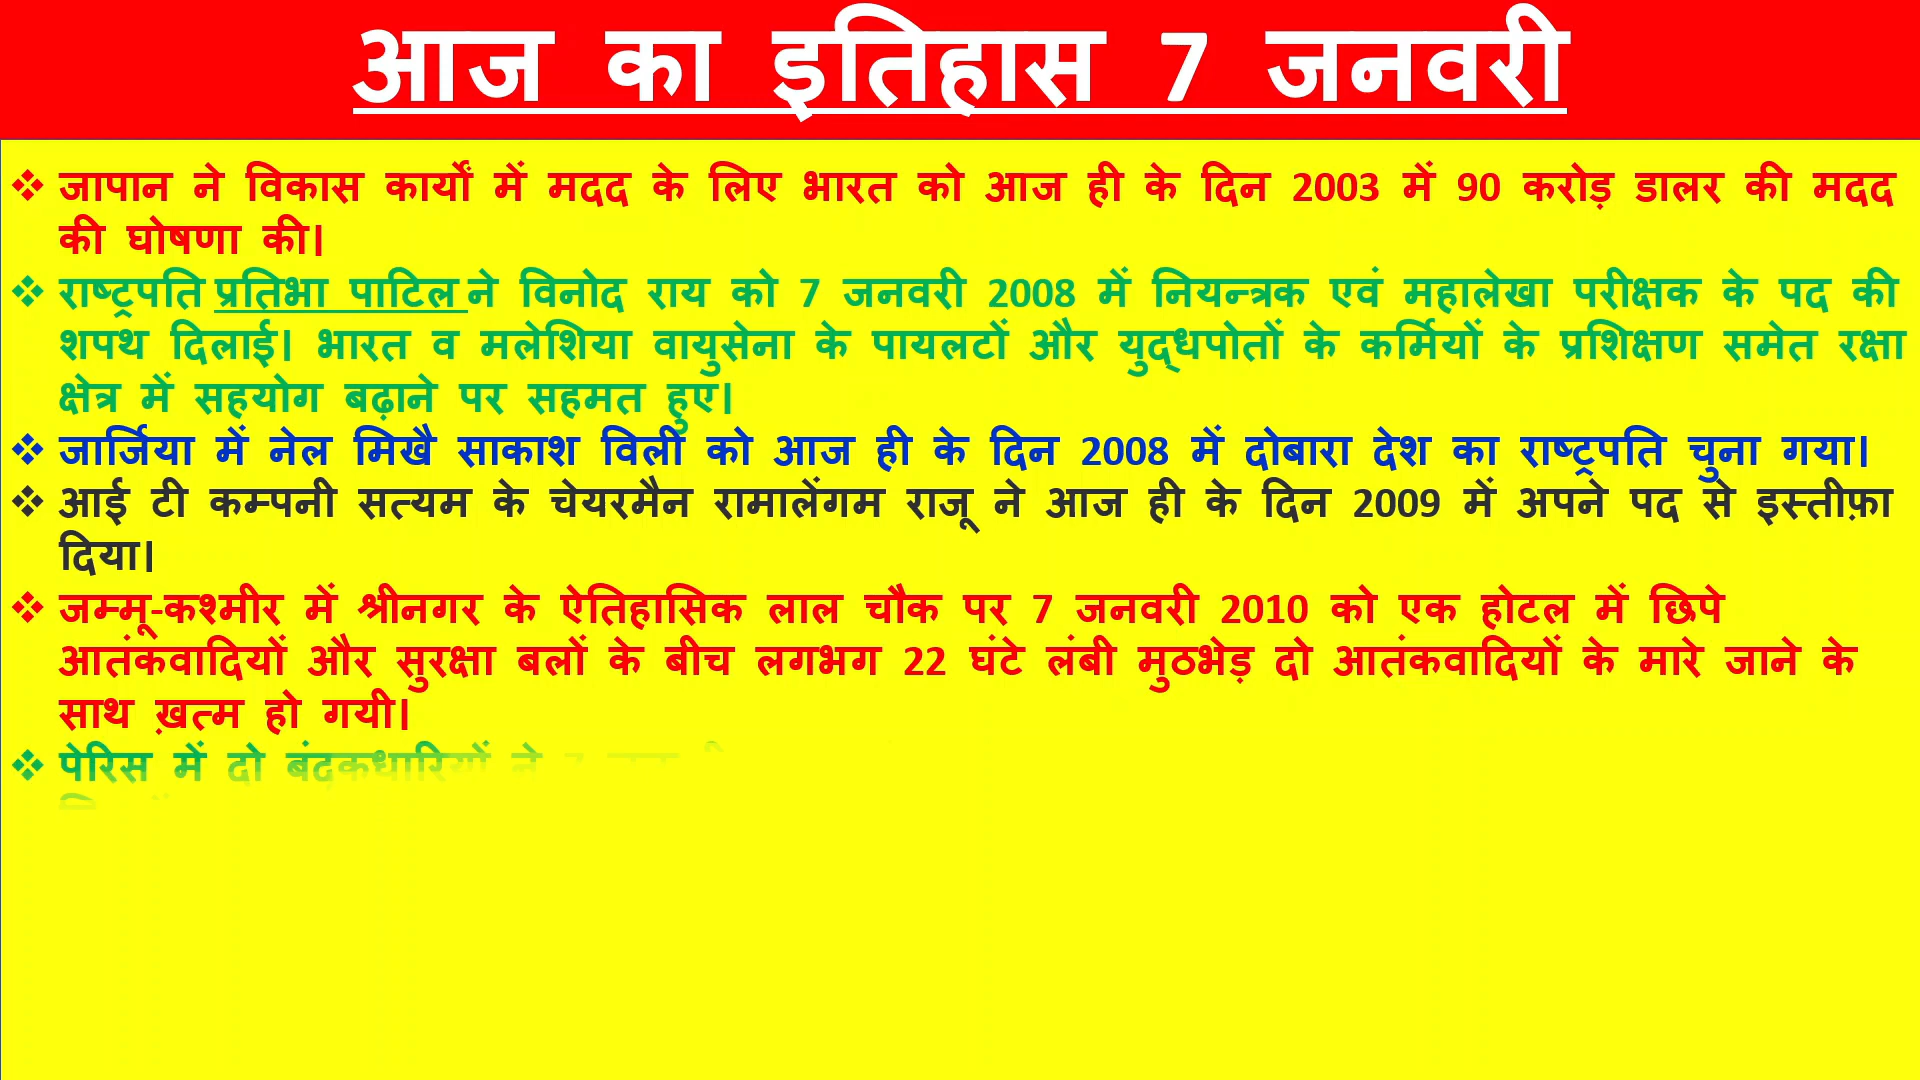 आज का इतिहास 7 जनवरी
❖ जापान ने विकास कार्यों में मदद के लिए भारत को आज ही के दिन 2003 में 90 करोड़ डालर की मदद
की घोषणा की।
❖ राष्ट्रपति प्रतिभा पाटिल ने विनोद राय को 7 जनवरी 2008 में नियन्त्रक एवं महालेखा परीक्षक के पद की
शपथ दिलाई। भारत व मलेशिया वायुसेना के पायलटों और युद्धपोतों के कर्मियों के प्रशिक्षण समेत रक्षा
क्षेत्र में सहयोग बढ़ाने पर सहमत हुए।
❖ जार्जिया में नेल मिखै साकाश विली को आज ही के दिन 2008 में दोबारा देश का राष्ट्रपति चुना गया।
❖ आई टी कम्पनी सत्यम के चेयरमैन रामालेंगम राजू ने आज ही के दिन 2009 में अपने पद से इस्तीफ़ा
दिया।
❖ जम्मू-कश्मीर में श्रीनगर के ऐतिहासिक लाल चौक पर 7 जनवरी 2010 को एक होटल में छिपे
आतंकवादियों और सुरक्षा बलों के बीच लगभग 22 घंटे लंबी मुठभेड़ दो आतंकवादियों के मारे जाने के
साथ ख़त्म हो गयी।
❖ पेरिस में दो बंदूकधारियों ने